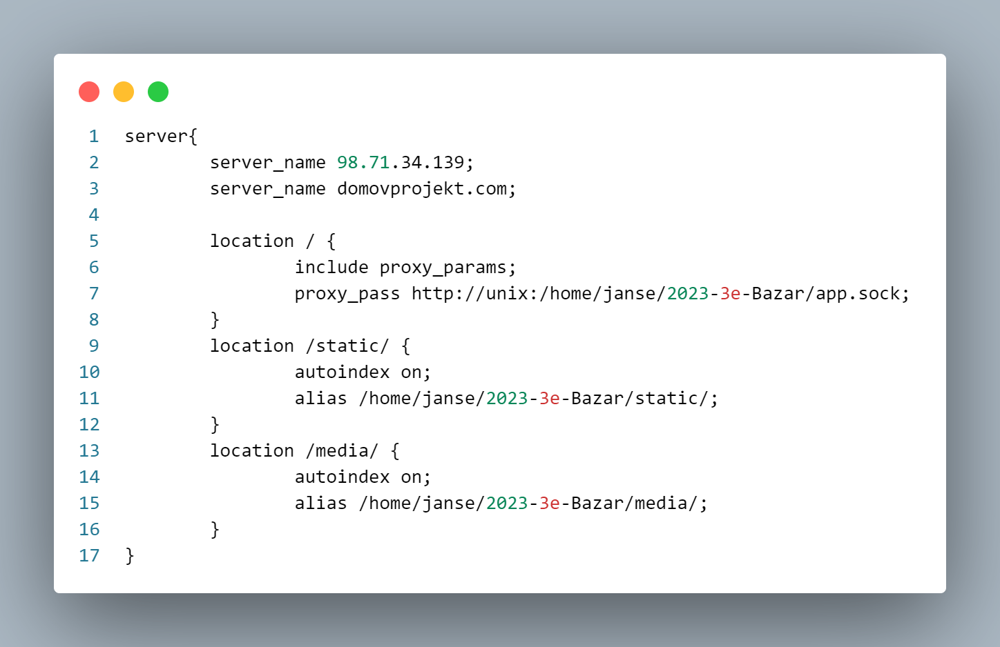 1 server{
2 server_name 98.71.34.139;
3 server_name domovprojekt.com;
4
5 location / {
6 include proxy_params;
7 proxy_pass http://unix:/home/janse/2023-3e-Bazar/app.sock;
8 }
9 location /static/ {
10 autoindex on;
11 alias /home/janse/2023-3e-Bazar/static/;
12 }
13 location /media/ {
14 autoindex on;
15 alias /home/janse/2023-3e-Bazar/media/;
16 }
17 }